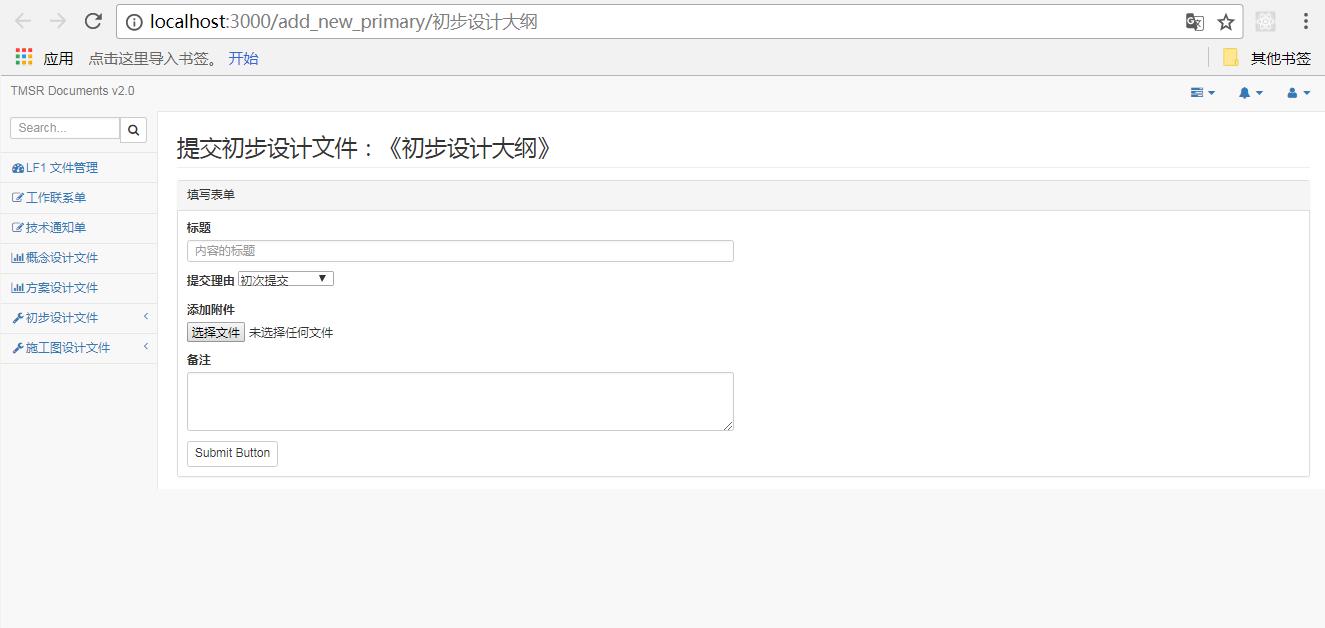 localhost:3000/add_new_primary/初步设计大纲
应用 点击这里导入书签。 开始 其他书签
TMSR Documents v2.0
Search...
LF1 文件管理
工作联系单
技术通知单
概念设计文件
方案设计文件
初步设计文件
施工图设计文件
提交初步设计文件：《初步设计大纲》
填写表单
标题
内容的标题
提交理由 初次提交
添加附件
选择文件 未选择任何文件
备注
Submit Button